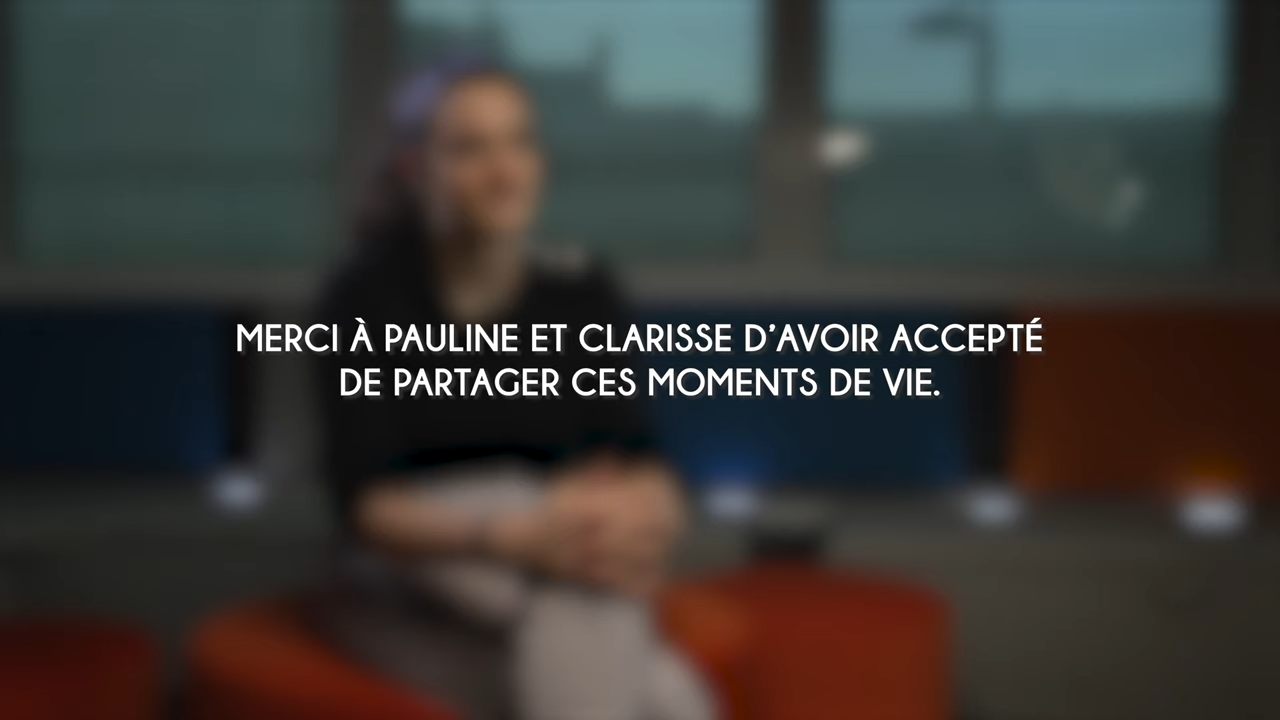 MERCI À PAULINE ET CLARISSE D’AVOIR ACCEPTÉ
DE PARTAGER CES MOMENTS DE VIE.